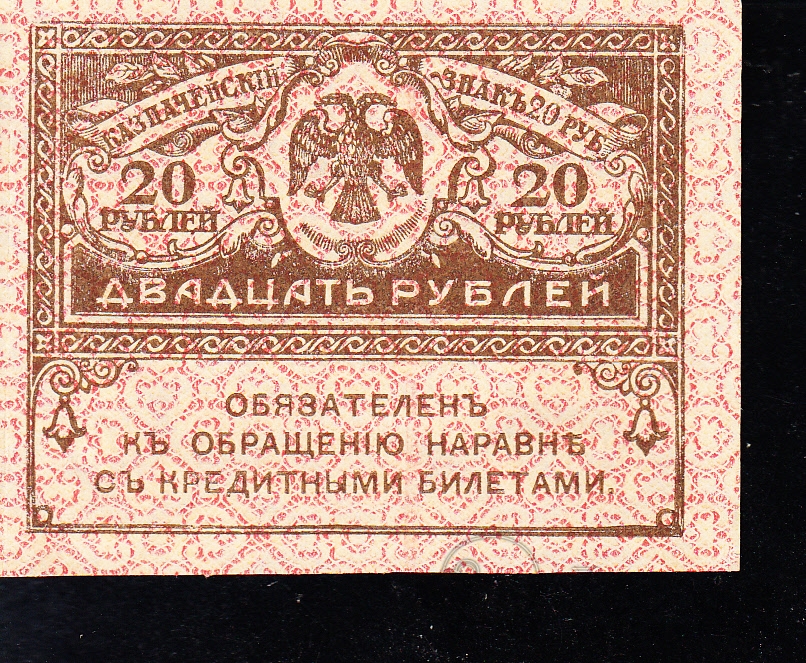 КАЗНАЧЕЙСКІЙ ЗНАКЪ 20 РУБ.
20 20
РУБЛЕЙ РУБЛЕЙ
ДВАДЦАТЬ РУБЛЕЙ
ОБЯЗАТЕЛЕНЪ
КЪ ОБРАЩЕНІЮ НАРАВНѢ
СЪ КРЕДИТНЫМИ БИЛЕТАМИ.